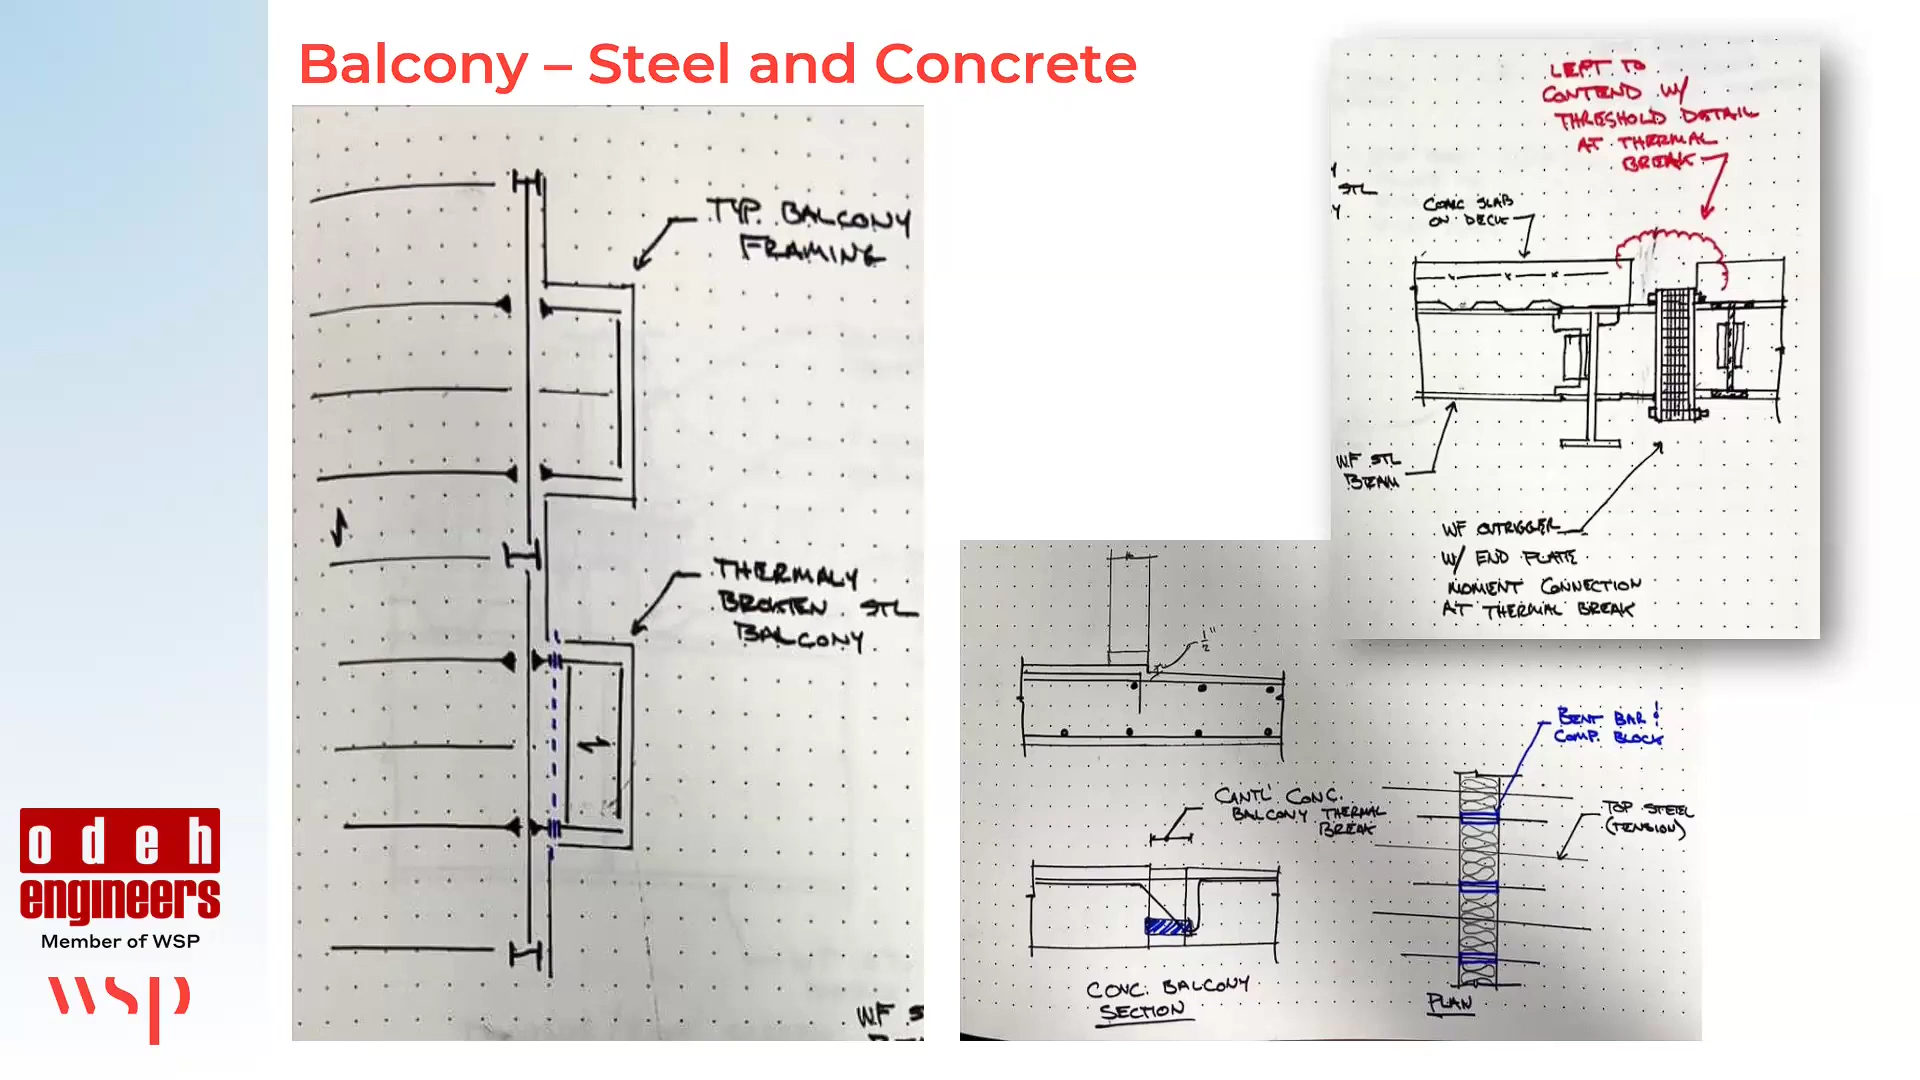 Balcony – Steel and Concrete
TYP. BALCONY
FRAMING
THERMALY
BROKEN STL
BALCONY
WF S
LEFT TO
CONTEND W/
THRESHOLD DETAIL
AT THERMAL
BREAK
STL
Y
CONC SLAB
ON DECK
WF STL
BEAM
WF OUTRIGGER
W/ END PLATE
MOMENT CONNECTION
AT THERMAL BREAK
1/2"
CANTL' CONC.
BALCONY THERMAL
BREAK
CONC. BALCONY
SECTION
BENT BAR &
COMP. BLOCK
TOP STEEL
(TENSION)
PLAN
odeh
engineers
Member of WSP
wsp